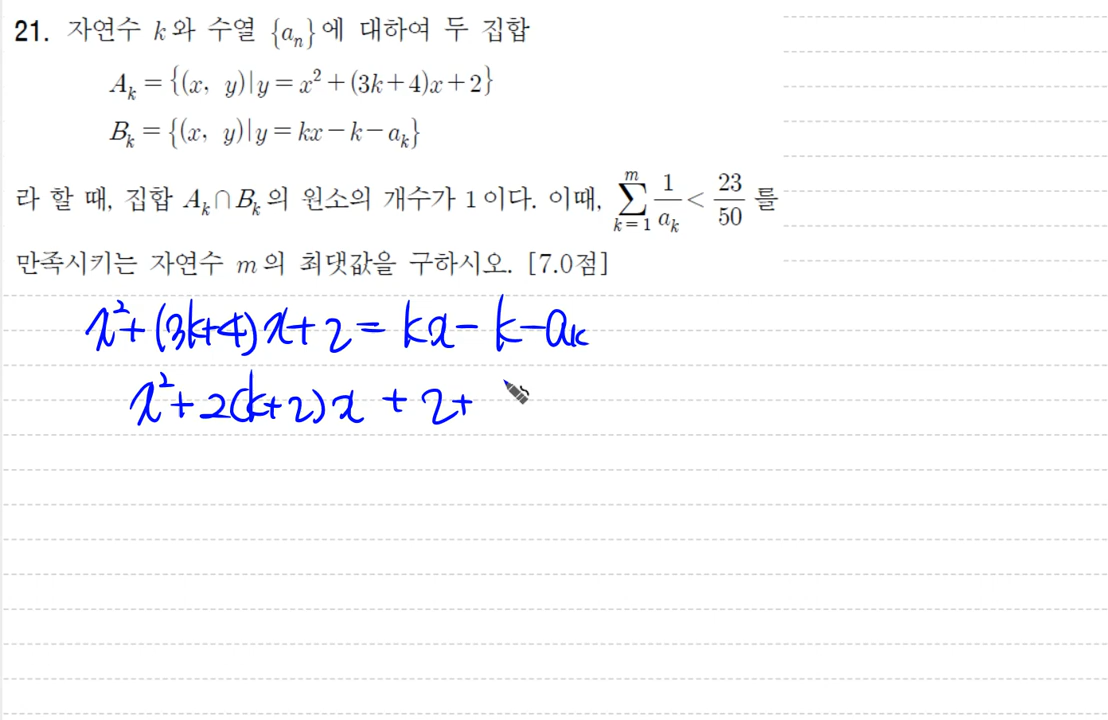 21. 자연수 k와 수열 {aₙ}에 대하여 두 집합
Aₖ = {(x, y)|y = x² + (3k+4)x + 2}
Bₖ = {(x, y)|y = kx − k − aₖ}
라 할 때, 집합 Aₖ∩Bₖ의 원소의 개수가 1이다. 이때, ∑_{k=1}^{m} 1/aₖ < 23/50 를
만족시키는 자연수 m의 최댓값을 구하시오. [7.0점]
x² + (3k+4)x + 2 = kx − k − aₖ
x² + 2(k+2)x + 2 +